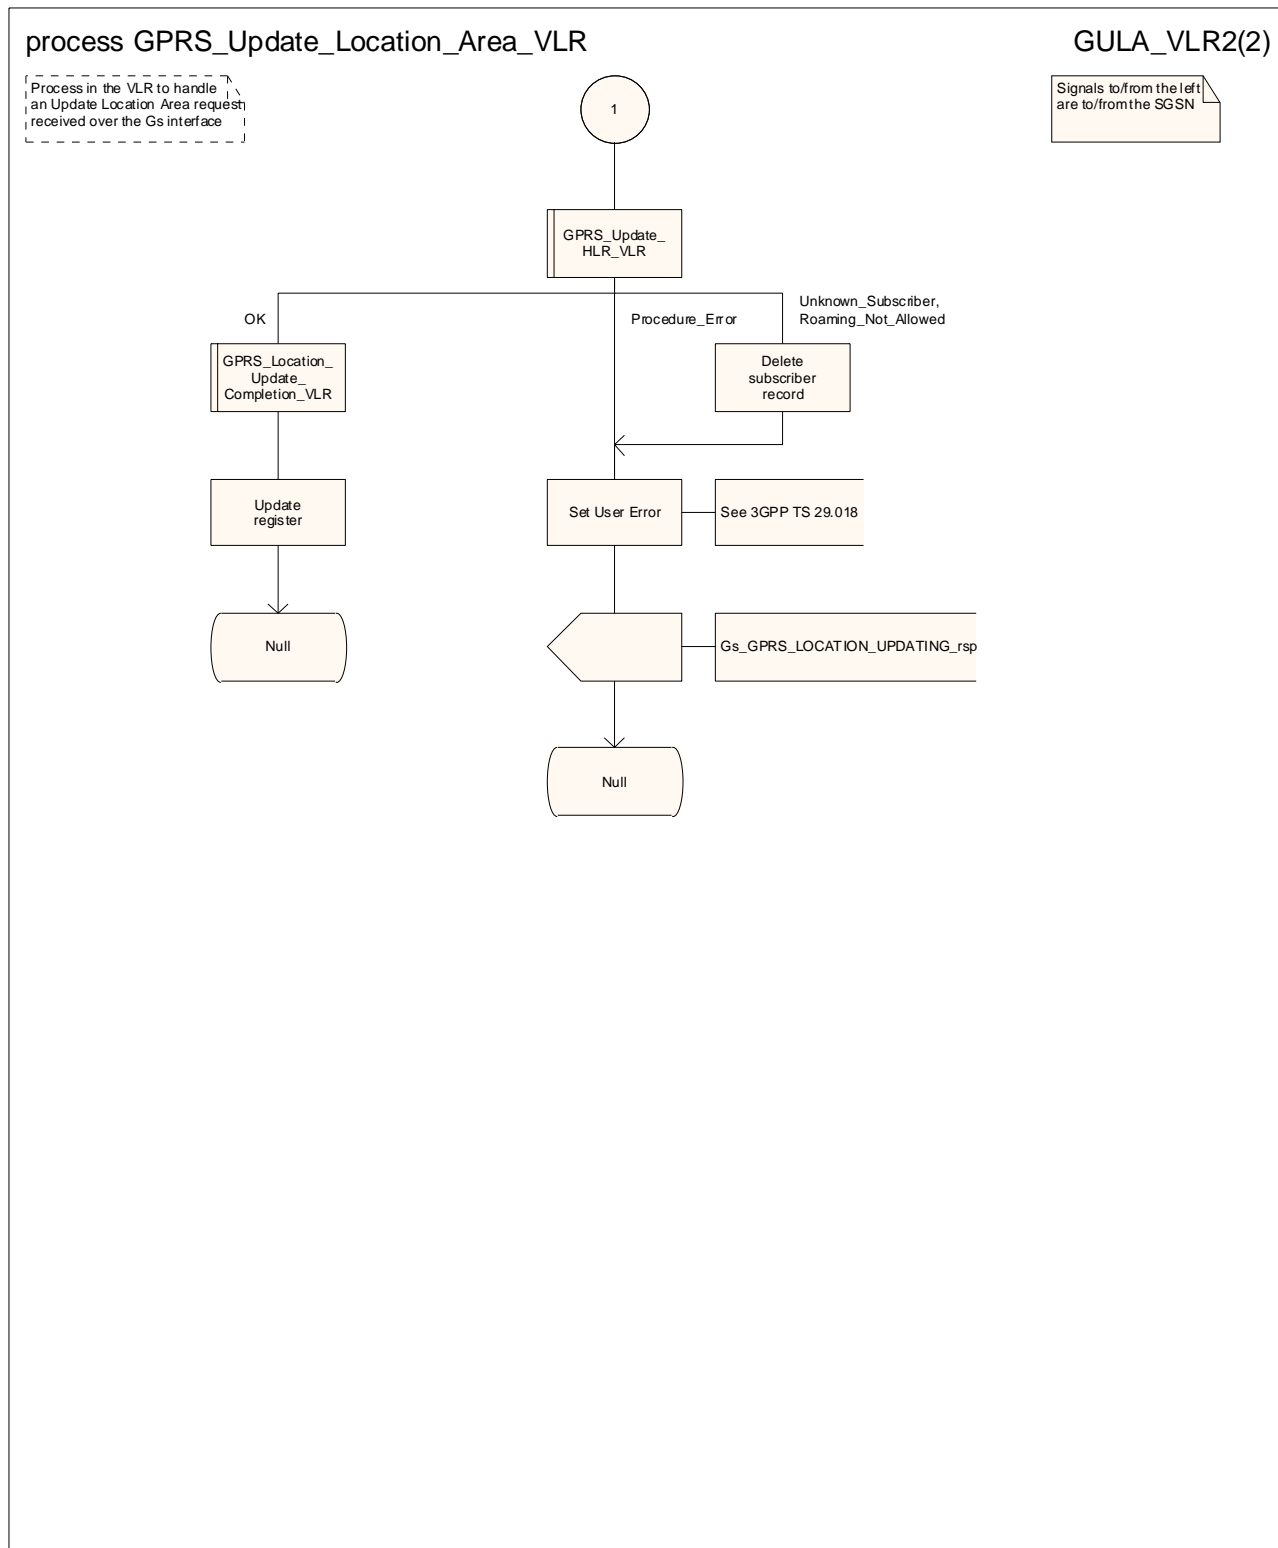 process GPRS_Update_Location_Area_VLR
GULA_VLR2(2)
Process in the VLR to handle
an Update Location Area request
received over the Gs interface
1
Signals to/from the left
are to/from the SGSN
GPRS_Update_
HLR_VLR
OK
Procedure_Error
Unknown_Subscriber,
Roaming_Not_Allowed
GPRS_Location_
Update_
Completion_VLR
Delete
subscriber
record
Update
register
Set User Error
See 3GPP TS 29.018
Null
Gs_GPRS_LOCATION_UPDATING_rsp
Null